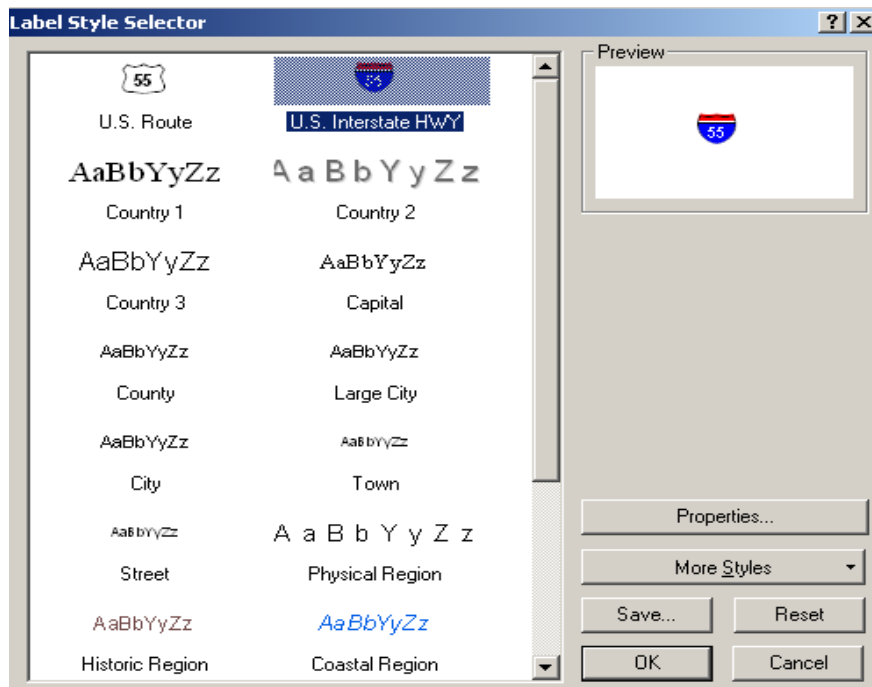 Label Style Selector
? X
55
55
U.S. Route
U.S. Interstate HWY
AaBbYyZz
AaBbYyZz
Country 1
Country 2
AaBbYyZz
AaBbYyZz
Country 3
Capital
AaBbYyZz
AaBbYyZz
County
Large City
AaBbYyZz
AaBbYyZz
City
Town
AaBbYyZz
A a B b Y y Z z
Street
Physical Region
AaBbYyZz
AaBbYyZz
Historic Region
Coastal Region
Preview
55
Properties...
More Styles
Save...
Reset
OK
Cancel